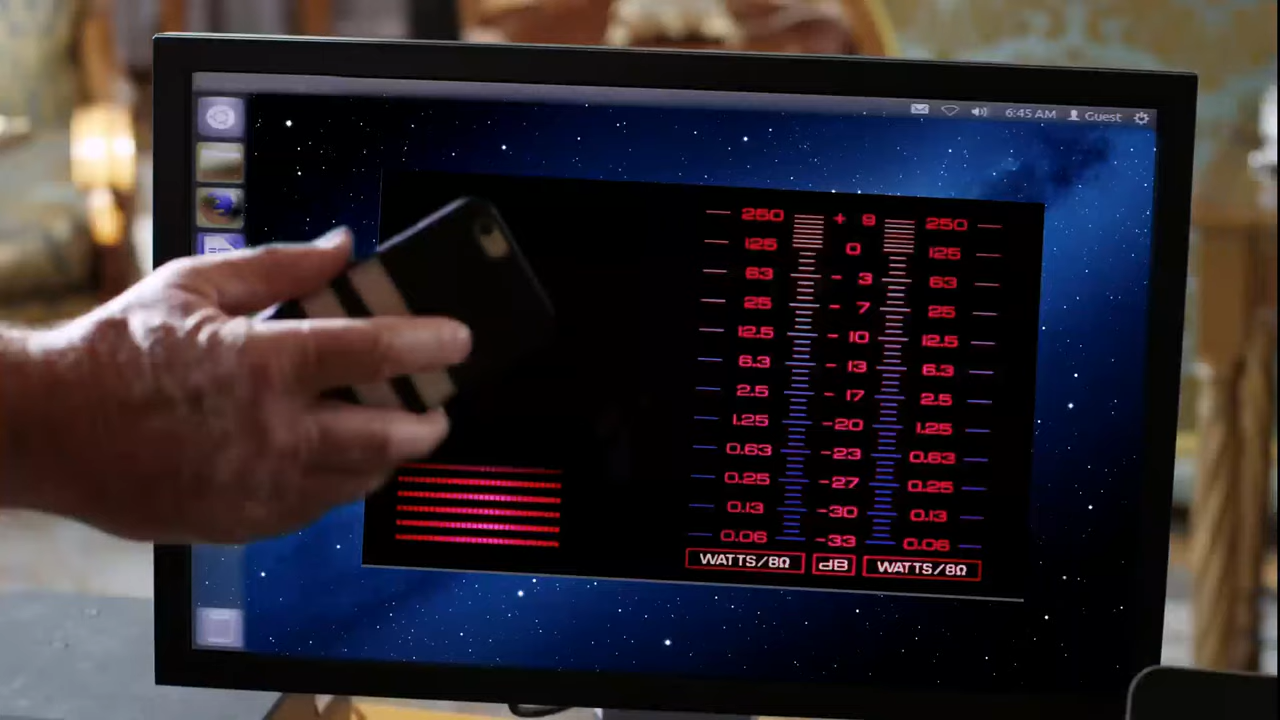 6:45 AM Guest
250 + 9 250
125 0 125
63 - 3 63
25 - 7 25
12.5 - 10 12.5
6.3 - 13 6.3
2.5 - 17 2.5
1.25 -20 1.25
0.63 -23 0.63
0.25 -27 0.25
0.13 -30 0.13
0.06 -33 0.06
WATTS/8Ω dB WATTS/8Ω